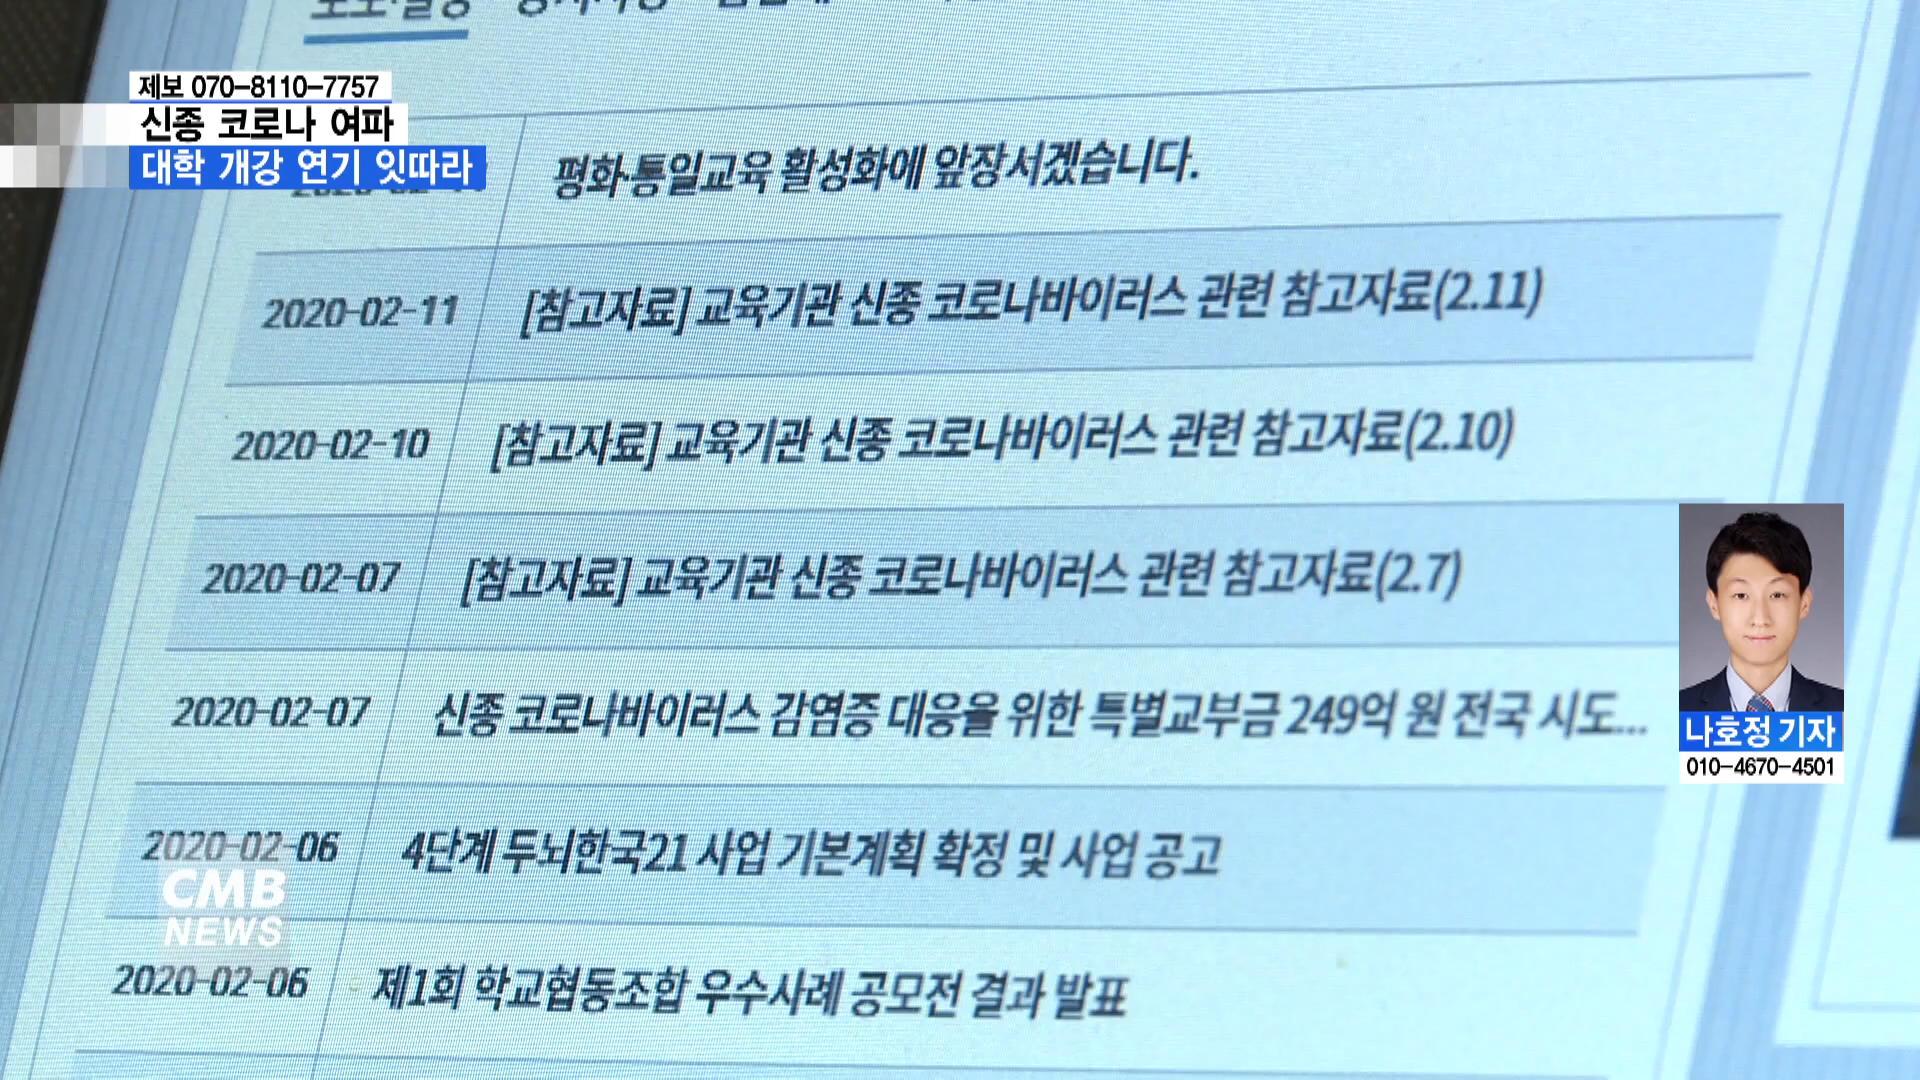 제보 070-8110-7757
신종 코로나 여파
대학 개강 연기 잇따라
평화·통일교육 활성화에 앞장서겠습니다.
2020-02-11 [참고자료] 교육기관 신종 코로나바이러스 관련 참고자료(2.11)
2020-02-10 [참고자료] 교육기관 신종 코로나바이러스 관련 참고자료(2.10)
2020-02-07 [참고자료] 교육기관 신종 코로나바이러스 관련 참고자료(2.7)
2020-02-07 신종 코로나바이러스 감염증 대응을 위한 특별교부금 249억 원 전국 시도...
2020-02-06 4단계 두뇌한국21 사업 기본계획 확정 및 사업 공고
2020-02-06 제1회 학교협동조합 우수사례 공모전 결과 발표
나호정 기자
010-4670-4501
CMB
NEWS